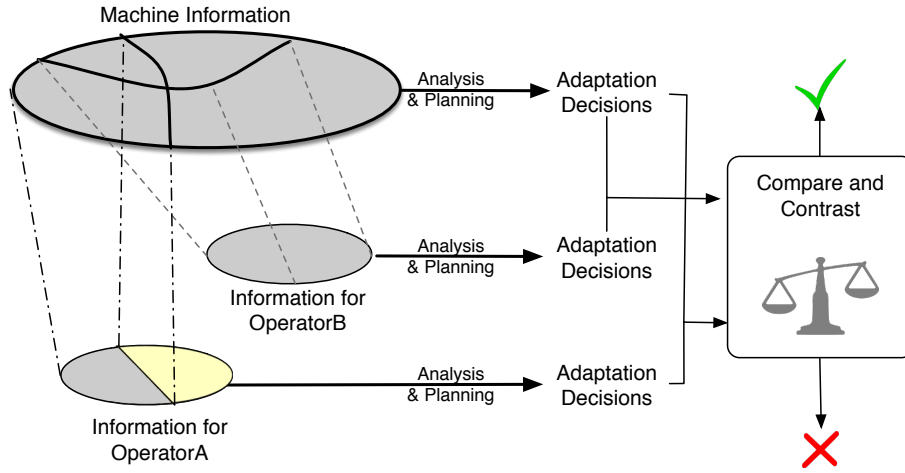 Machine Information
Analysis
& Planning
Adaptation
Decisions
Compare and
Contrast
Analysis
& Planning
Adaptation
Decisions
Information for
OperatorB
Analysis
& Planning
Adaptation
Decisions
Information for
OperatorA